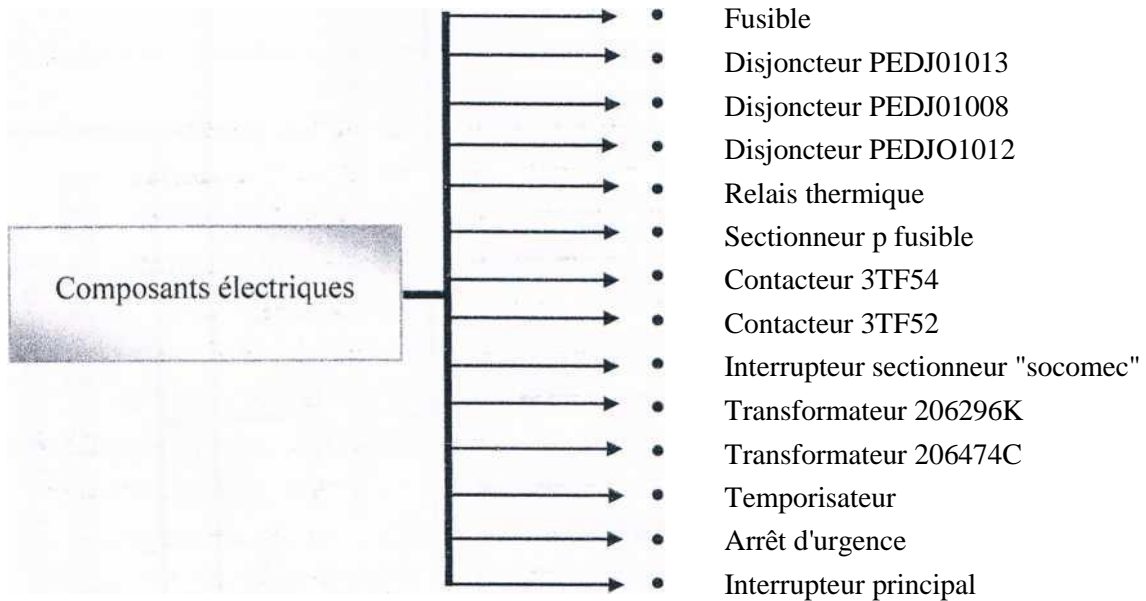 Composants électriques
Fusible
Disjoncteur PEDJ01013
Disjoncteur PEDJ01008
Disjoncteur PEDJO1012
Relais thermique
Sectionneur p fusible
Contacteur 3TF54
Contacteur 3TF52
Interrupteur sectionneur "socomec"
Transformateur 206296K
Transformateur 206474C
Temporisateur
Arrêt d'urgence
Interrupteur principal